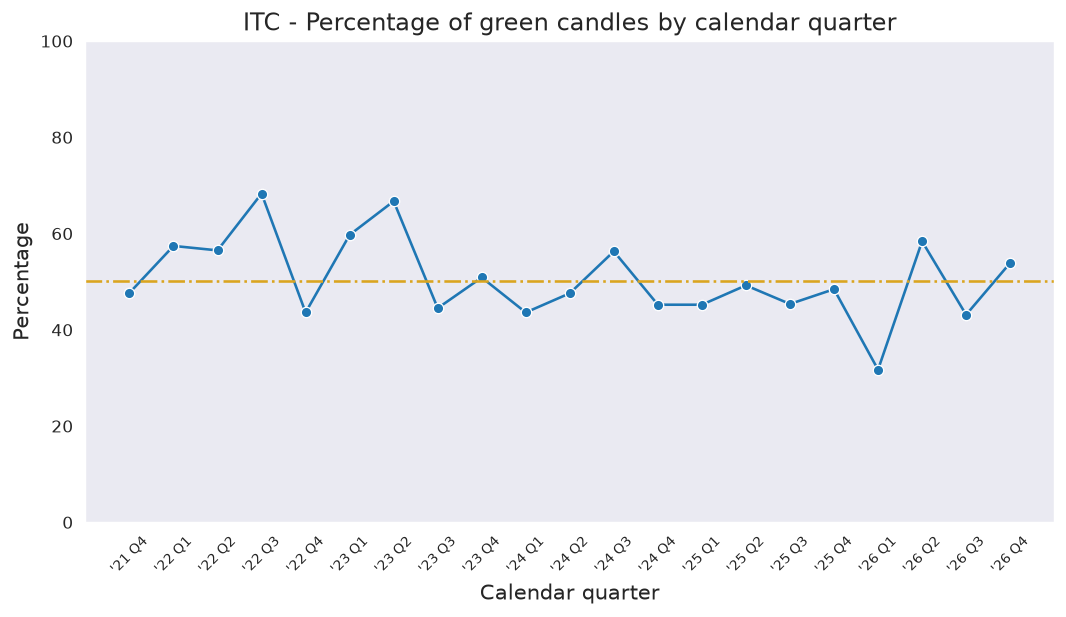 ITC - Percentage of green candles by calendar quarter
100
80
60
40
20
0
Percentage
'21 Q4
'22 Q1
'22 Q2
'22 Q3
'22 Q4
'23 Q1
'23 Q2
'23 Q3
'23 Q4
'24 Q1
'24 Q2
'24 Q3
'24 Q4
'25 Q1
'25 Q2
'25 Q3
'25 Q4
'26 Q1
'26 Q2
'26 Q3
'26 Q4
Calendar quarter